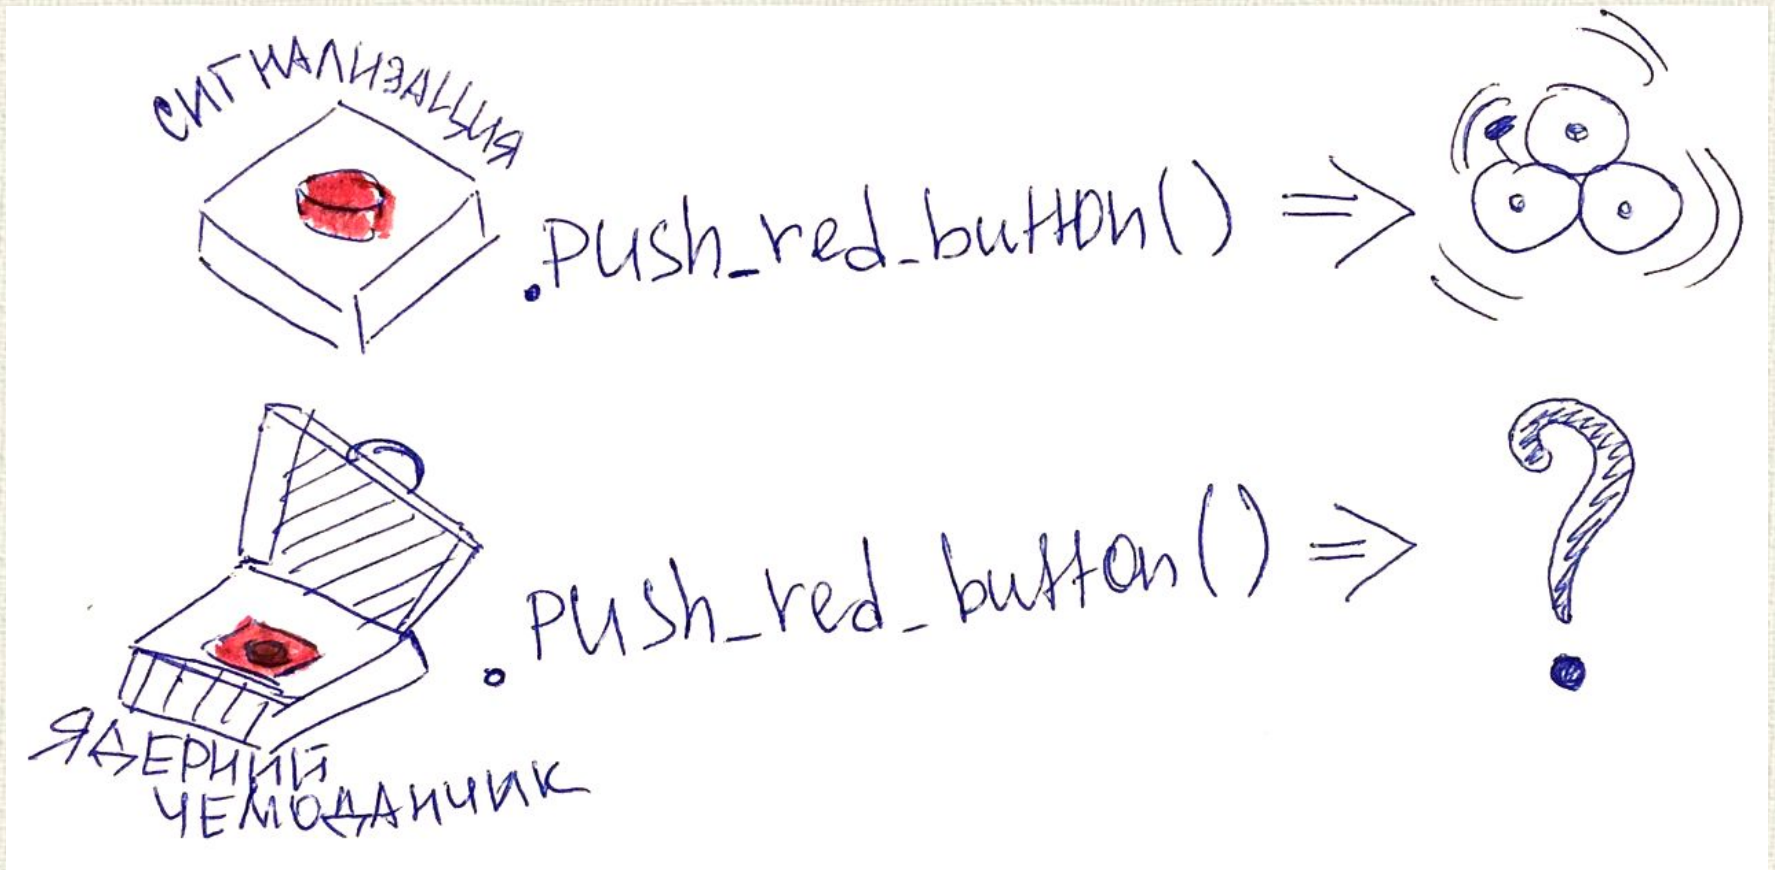 СИГНАЛИЗАЦИЯ
.push_red_button() ⇒
.push_red_button() ⇒ ?
ЯДЕРНИЙ
ЧЕМОДАНЧИК